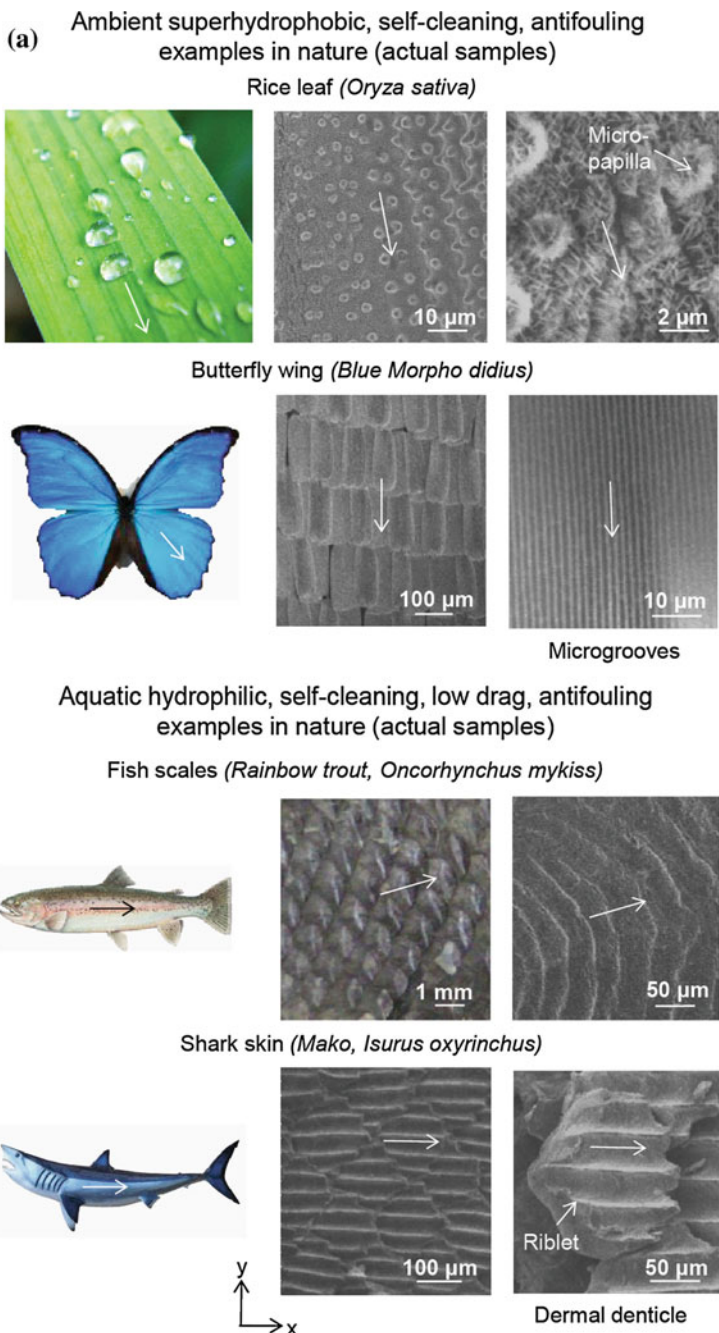 (a)
Ambient superhydrophobic, self-cleaning, antifouling
examples in nature (actual samples)
Rice leaf (Oryza sativa)
Micro-
papilla
10 µm
2 µm
Butterfly wing (Blue Morpho didius)
100 µm
10 µm
Microgrooves
Aquatic hydrophilic, self-cleaning, low drag, antifouling
examples in nature (actual samples)
Fish scales (Rainbow trout, Oncorhynchus mykiss)
1 mm
50 µm
Shark skin (Mako, Isurus oxyrinchus)
Riblet
100 µm
50 µm
y
x
Dermal denticle